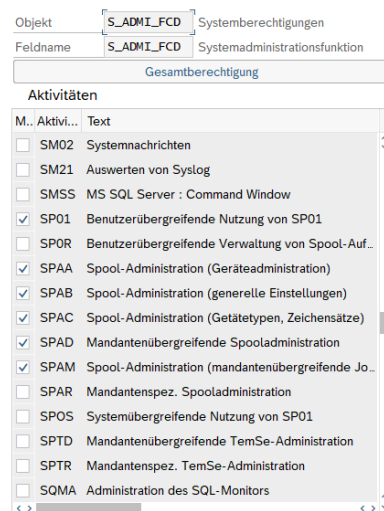 Objekt S_ADMI_FCD Systemberechtigungen
Feldname S_ADMI_FCD Systemadministrationsfunktion
Gesamtberechtigung
Aktivitäten
M.. Aktivi... Text
SM02 Systemnachrichten
SM21 Auswerten von Syslog
SMSS MS SQL Server : Command Window
SP01 Benutzerübergreifende Nutzung von SP01
SP0R Benutzerübergreifende Verwaltung von Spool-Auf...
SPAA Spool-Administration (Geräteadministration)
SPAB Spool-Administration (generelle Einstellungen)
SPAC Spool-Administration (Getätetypen, Zeichensätze)
SPAD Mandantenübergreifende Spooladministration
SPAM Spool-Administration (mandantenübergreifende Jo...
SPAR Mandantenspez. Spooladministration
SPOS Systemübergreifende Nutzung von SP01
SPTD Mandantenübergreifende TemSe-Administration
SPTR Mandantenspez. TemSe-Administration
SQMA Administration des SQL-Monitors